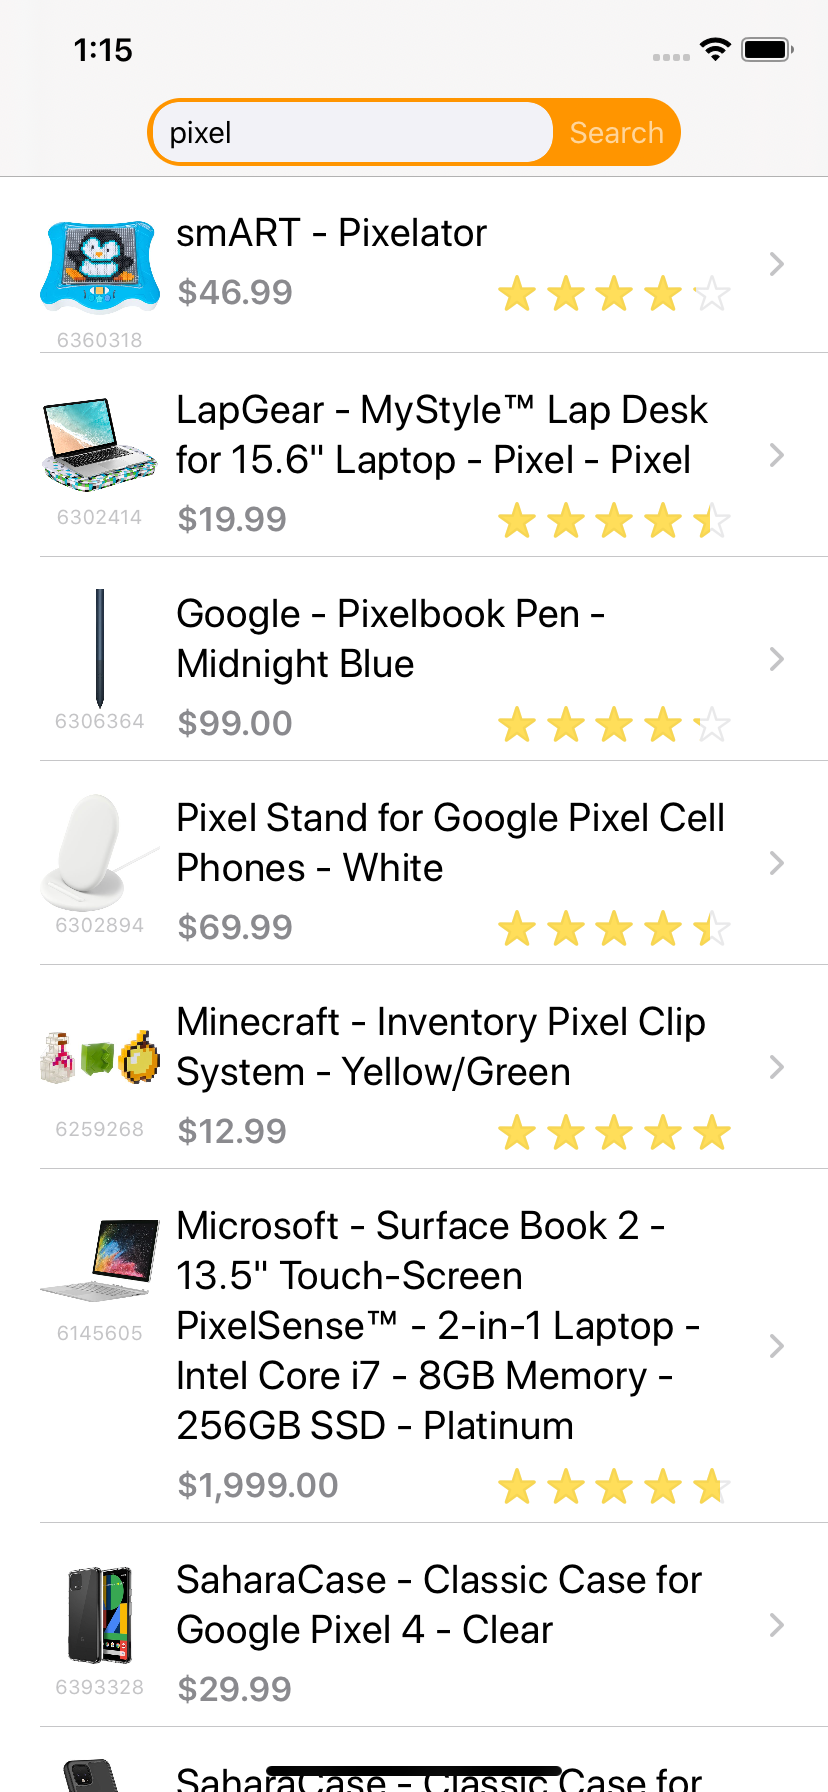 1:15
pixel
Search
smART - Pixelator
$46.99
6360318
LapGear - MyStyle™ Lap Desk
for 15.6" Laptop - Pixel - Pixel
6302414
$19.99
Google - Pixelbook Pen -
Midnight Blue
6306364
$99.00
Pixel Stand for Google Pixel Cell
Phones - White
6302894
$69.99
Minecraft - Inventory Pixel Clip
System - Yellow/Green
6259268
$12.99
Microsoft - Surface Book 2 -
13.5" Touch-Screen
6145605
PixelSense™ - 2-in-1 Laptop -
Intel Core i7 - 8GB Memory -
256GB SSD - Platinum
$1,999.00
SaharaCase - Classic Case for
Google Pixel 4 - Clear
6393328
$29.99
SaharaCase - Classic Case for